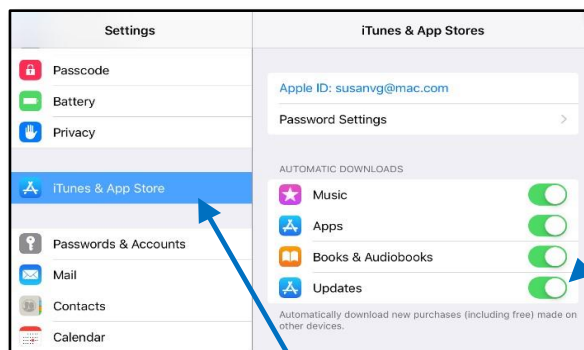 Settings
Passcode
Battery
Privacy
iTunes & App Store
Passwords & Accounts
Mail
Contacts
Calendar
iTunes & App Stores
Apple ID: susanvg@mac.com
Password Settings
AUTOMATIC DOWNLOADS
Music
Apps
Books & Audiobooks
Updates
Automatically download new purchases (including free) made on
other devices.